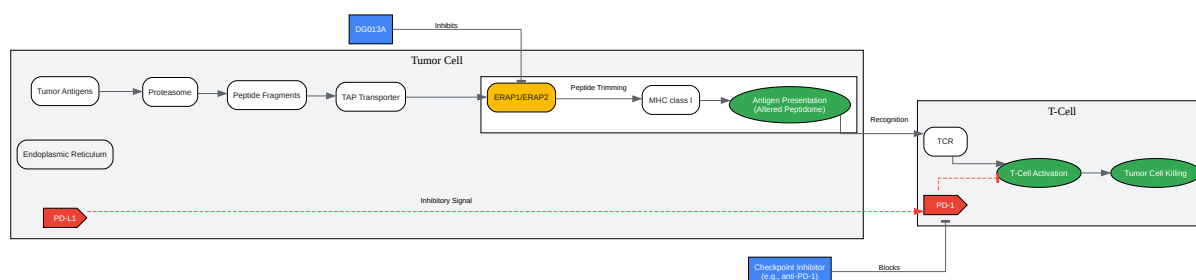 DG013A
Inhibits
Tumor Cell
Tumor Antigens
Proteasome
Peptide Fragments
TAP Transporter
ERAP1/ERAP2
Peptide Trimming
MHC class I
Antigen Presentation
(Altered Peptidome)
Recognition
T-Cell
TCR
Endoplasmic Reticulum
T-Cell Activation
Tumor Cell Killing
PD-L1
Inhibitory Signal
PD-1
Checkpoint Inhibitor
(e.g., anti-PD-1)
Blocks